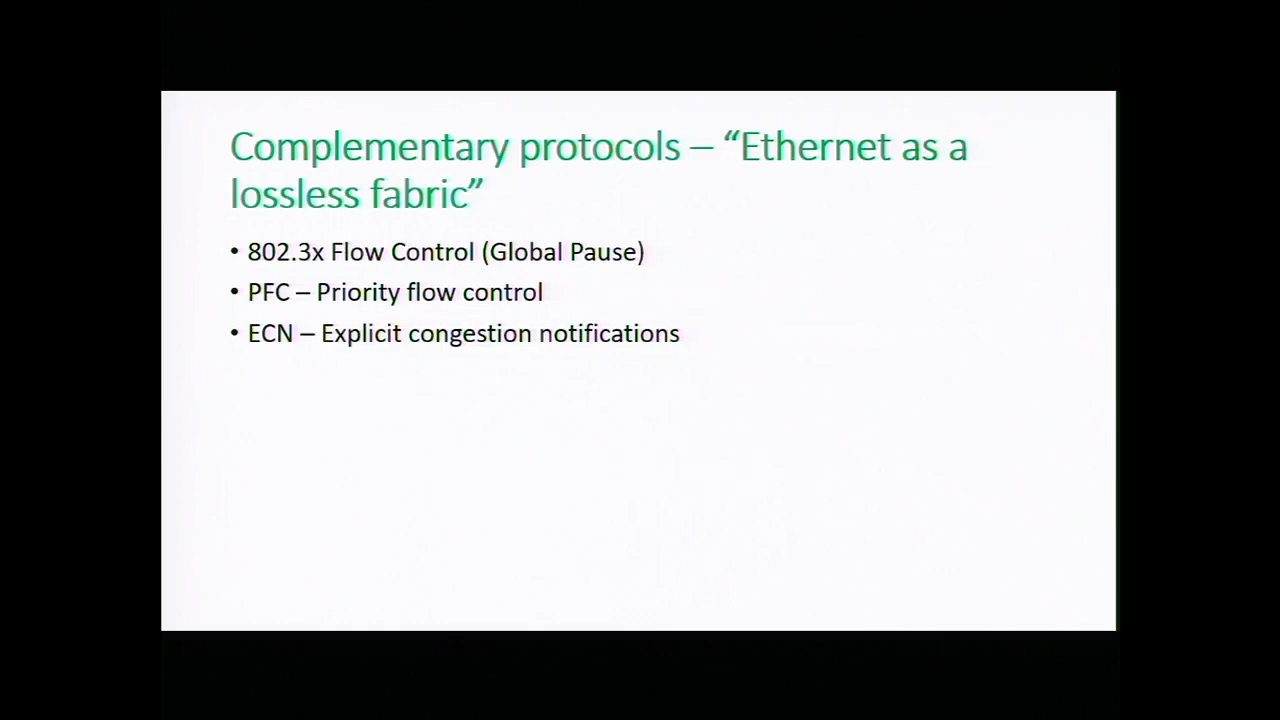 Complementary protocols – “Ethernet as a
lossless fabric”
• 802.3x Flow Control (Global Pause)
• PFC – Priority flow control
• ECN – Explicit congestion notifications